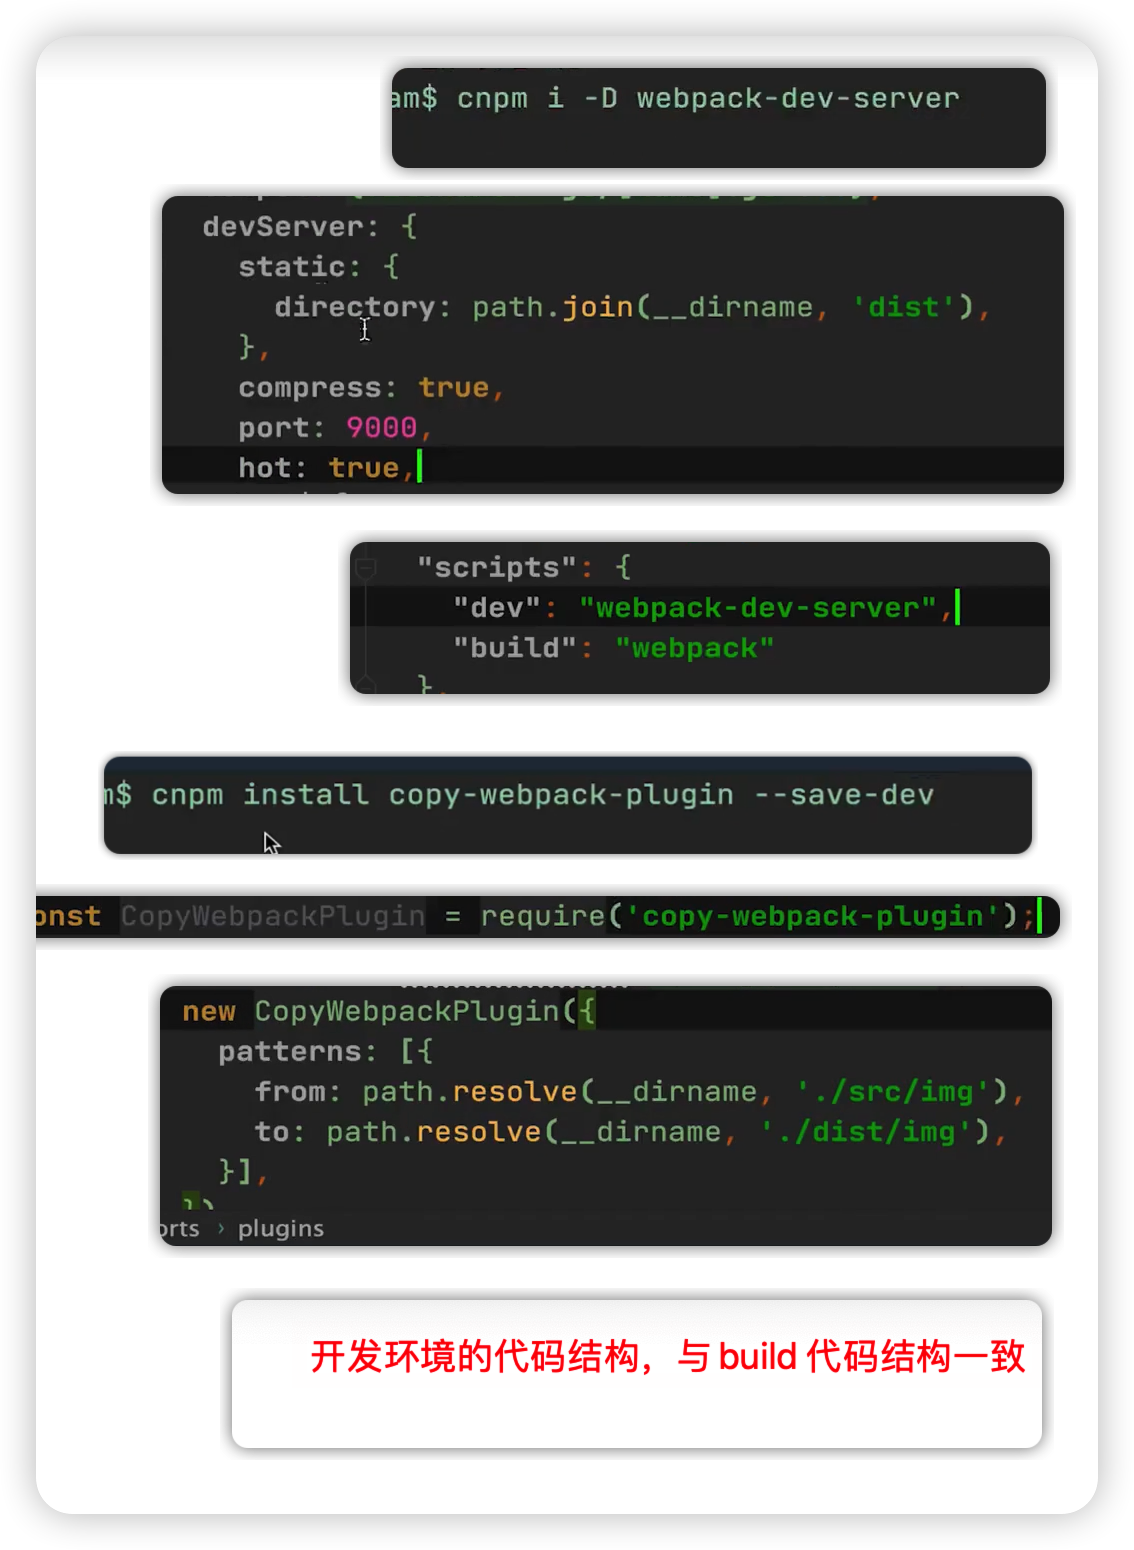 am$ cnpm i -D webpack-dev-server
devServer: {
static: {
directory: path.join(__dirname, 'dist'),
},
compress: true,
port: 9000,
hot: true,
"scripts": {
"dev": "webpack-dev-server",
"build": "webpack"
},
m$ cnpm install copy-webpack-plugin --save-dev
onst CopyWebpackPlugin = require('copy-webpack-plugin');
new CopyWebpackPlugin({
patterns: [{
from: path.resolve(__dirname, './src/img'),
to: path.resolve(__dirname, './dist/img'),
}],
})
orts › plugins
开发环境的代码结构，与 build 代码结构一致